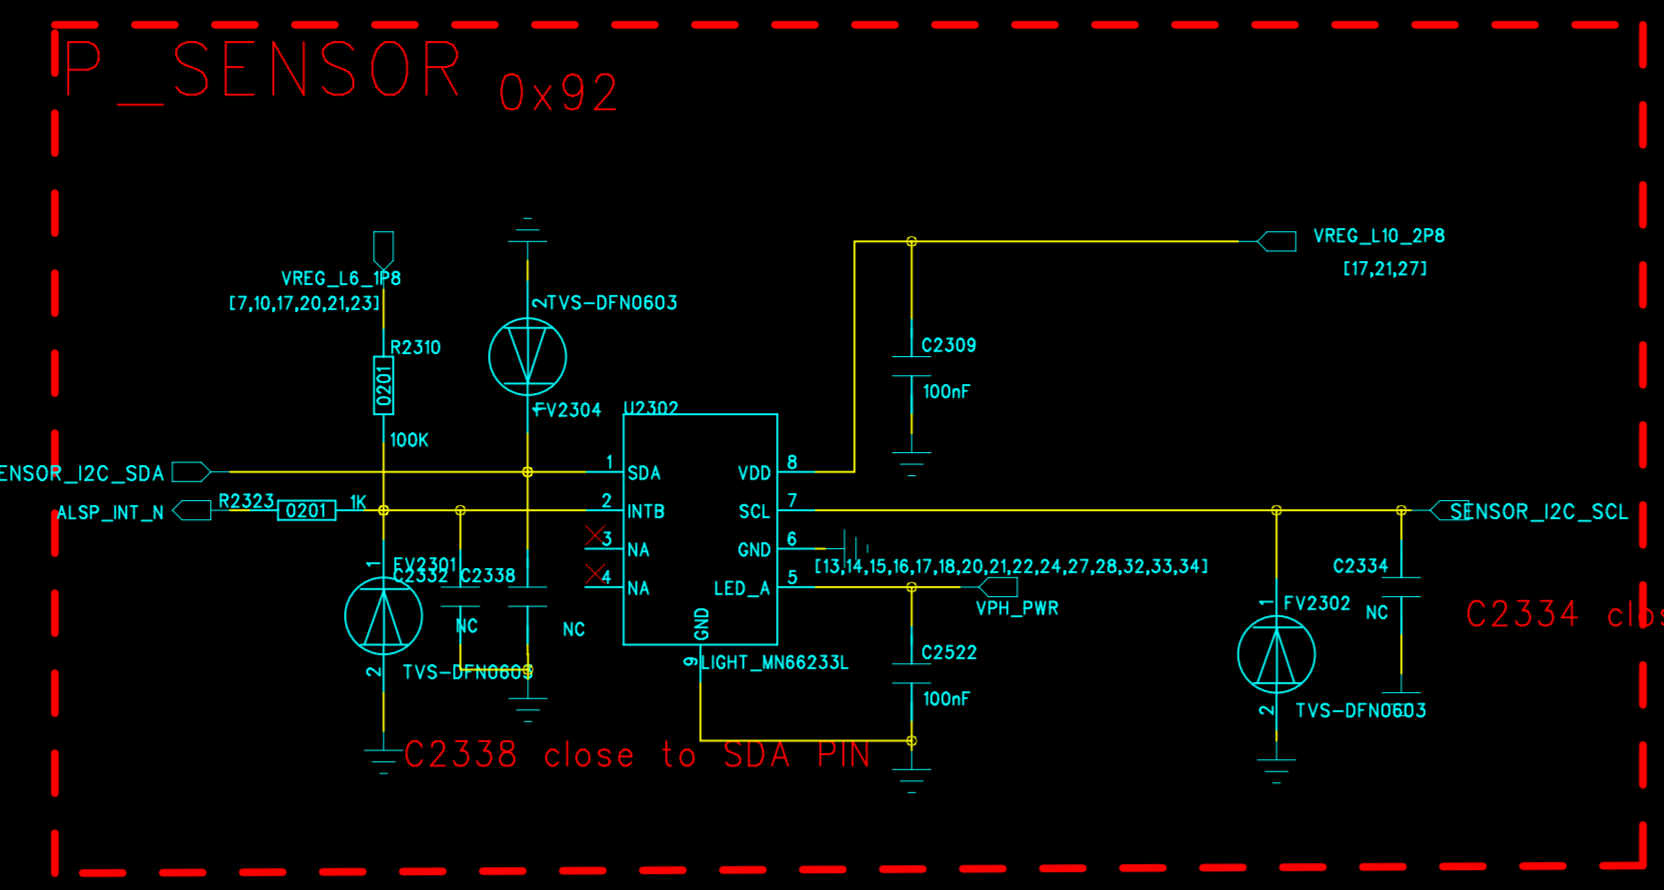 P_SENSOR 0x92
VREG_L10_2P8
[17,21,27]
VREG_L6_1P8
[7,10,17,20,21,23]
2
TVS-DFN0603
R2310
0201
100K
C2309
100nF
1
FV2304
U2302
ENSOR_I2C_SDA
1
SDA
VDD
8
ALSP_INT_N
R2323
0201
1K
2
INTB
SCL
7
SENSOR_I2C_SCL
3
NA
GND
6
4
NA
LED_A
5
[13,14,15,16,17,18,20,21,22,24,27,28,32,33,34]
VPH_PWR
1
FV2301
C2332
C2338
NC
NC
GND
9
LIGHT_MN66233L
2
TVS-DFN0603
C2522
100nF
1
FV2302
C2334
NC
C2334 clos
2
TVS-DFN0603
C2338 close to SDA PIN